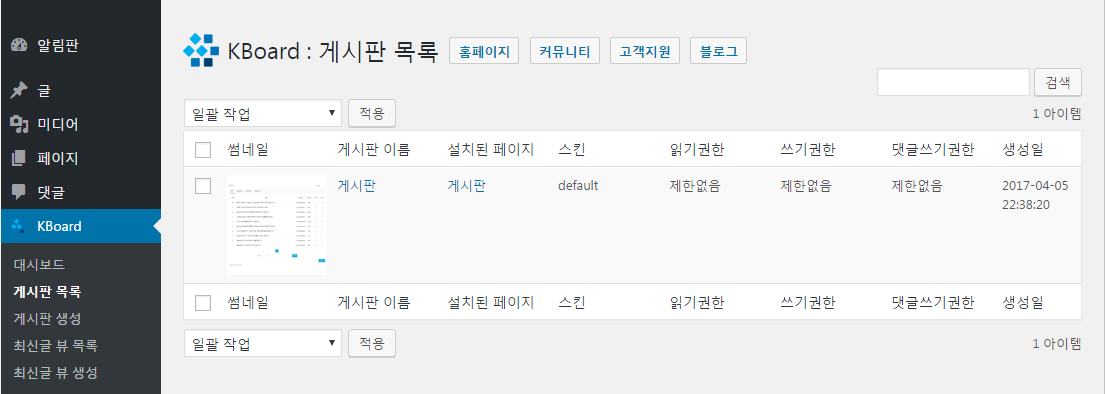 알림판
글
미디어
페이지
댓글
KBoard
대시보드
게시판 목록
게시판 생성
최신글 뷰 목록
최신글 뷰 생성
KBoard : 게시판 목록 홈페이지 커뮤니티 고객지원 블로그
검색
일괄 작업 적용 1 아이템
썸네일 게시판 이름 설치된 페이지 스킨 읽기권한 쓰기권한 댓글쓰기권한 생성일
게시판 게시판 default 제한없음 제한없음 제한없음 2017-04-05
22:38:20
썸네일 게시판 이름 설치된 페이지 스킨 읽기권한 쓰기권한 댓글쓰기권한 생성일
일괄 작업 적용 1 아이템